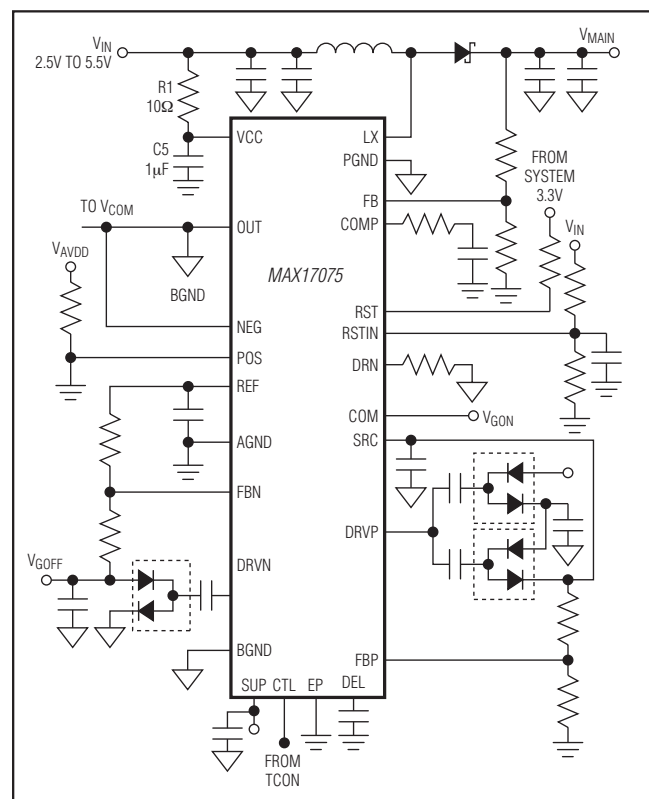 VIN
2.5V TO 5.5V
VMAIN
R1
10Ω
VCC
LX
C5
1µF
PGND
FROM
SYSTEM
3.3V
FB
TO VCOM
COMP
VIN
OUT
VAVDD
MAX17075
BGND
RST
NEG
RSTIN
POS
DRN
REF
COM
VGON
AGND
SRC
FBN
DRVP
DRVN
VGOFF
BGND
FBP
SUP
CTL
EP
DEL
FROM
TCON